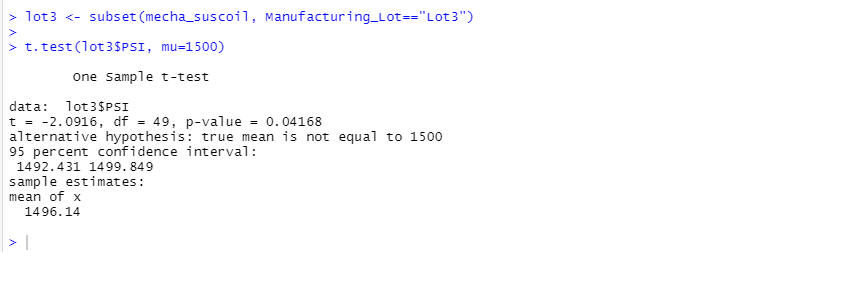 > lot3 <- subset(mecha_suscoil, Manufacturing_Lot=="Lot3")
>
> t.test(lot3$PSI, mu=1500)
One Sample t-test
data:  lot3$PSI
t = -2.0916, df = 49, p-value = 0.04168
alternative hypothesis: true mean is not equal to 1500
95 percent confidence interval:
1492.431 1499.849
sample estimates:
mean of x
1496.14
>